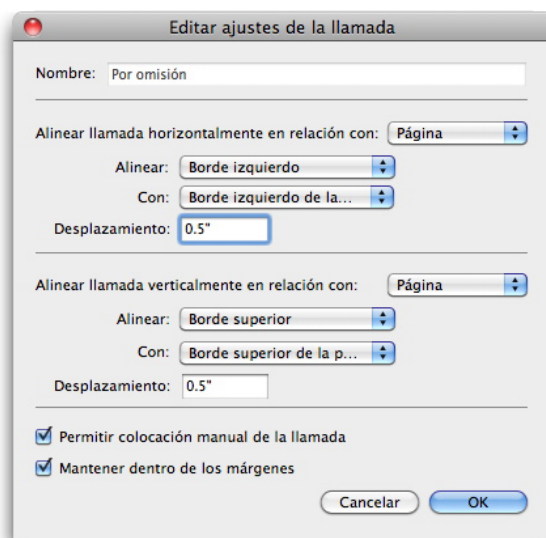 Editar ajustes de la llamada
Nombre: Por omisión
Alinear llamada horizontalmente en relación con: Página
Alinear: Borde izquierdo
Con: Borde izquierdo de la...
Desplazamiento: 0.5"
Alinear llamada verticalmente en relación con: Página
Alinear: Borde superior
Con: Borde superior de la p...
Desplazamiento: 0.5"
Permitir colocación manual de la llamada
Mantener dentro de los márgenes
Cancelar OK